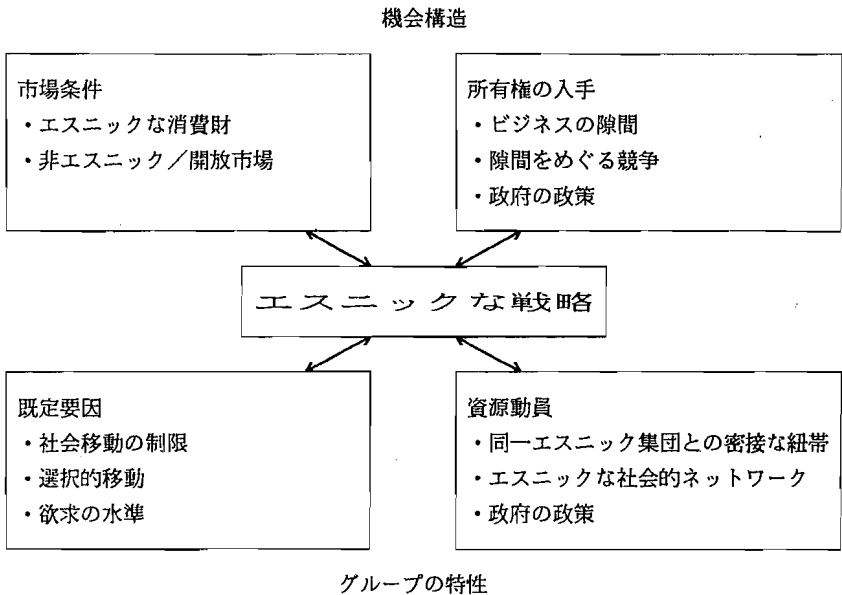 機会構造
市場条件
・エスニックな消費財
・非エスニック／開放市場
所有権の入手
・ビジネスの隙間
・隙間をめぐる競争
・政府の政策
エスニックな戦略
既定要因
・社会移動の制限
・選択的移動
・欲求の水準
資源動員
・同一エスニック集団との密接な紐帯
・エスニックな社会的ネットワーク
・政府の政策
グループの特性